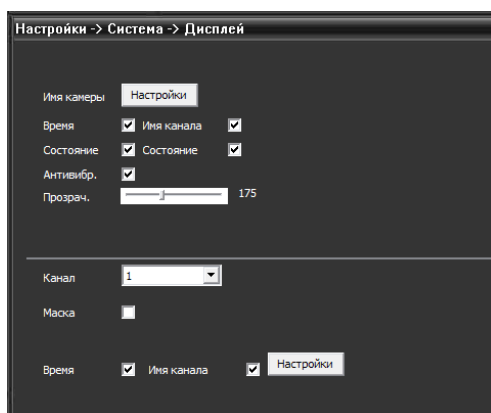 Настройки -> Система -> Дисплей
Имя камеры Настройки
Время Имя канала
Состояние Состояние
Антивибр.
Прозрач. 175
Канал 1
Маска
Время Имя канала Настройки